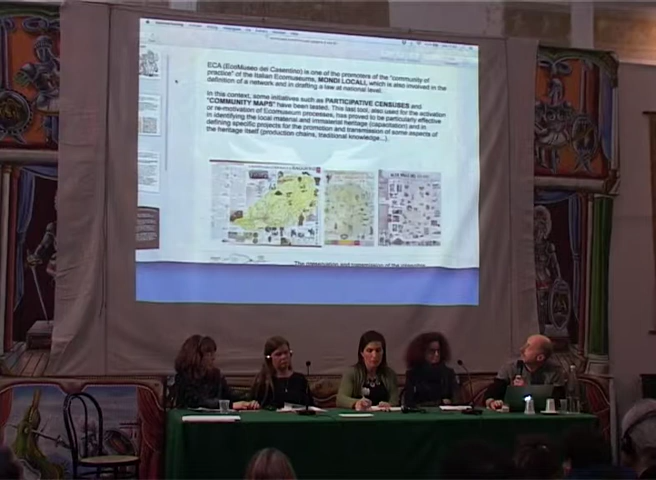 ECA (EcoMuseo del Casentino) is one of the promoters of the "community of
practice" of the Italian Ecomuseums, MONDI LOCALI, which is also involved in the
definition of a network and in drafting a law at national level.
In this context, some initiatives such as PARTICIPATIVE CENSUSES and
"COMMUNITY MAPS" have been tested. This last tool, also used for the activation
or re-motivation of Ecomuseum processes, has proved to be particularly effective
in identifying the local material and immaterial heritage (capacitation) and in
defining specific projects for the promotion and transmission of some aspects of
the heritage itself (production chains, traditional knowledge...).